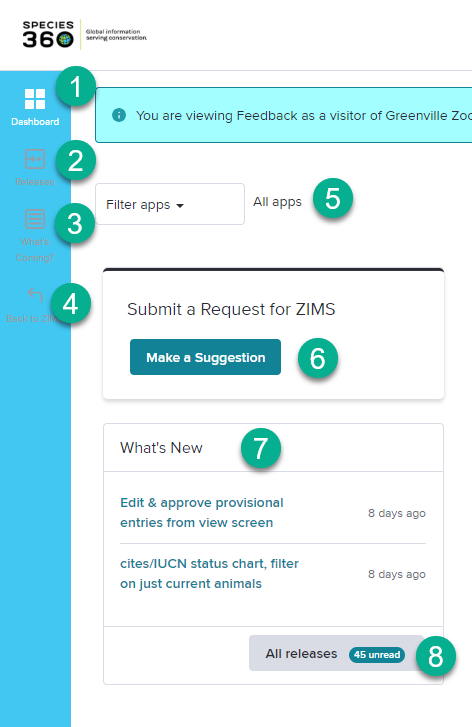 SPECIES
360
Global information
serving conservation.
1
Dashboard
You are viewing Feedback as a visitor of Greenville Zoo
2
Releases
Filter apps
All apps
5
3
What's
Coming?
4
Back to ZIMS
Submit a Request for ZIMS
Make a Suggestion
6
What's New
7
Edit & approve provisional
entries from view screen
8 days ago
cites/IUCN status chart, filter
on just current animals
8 days ago
All releases
45 unread
8